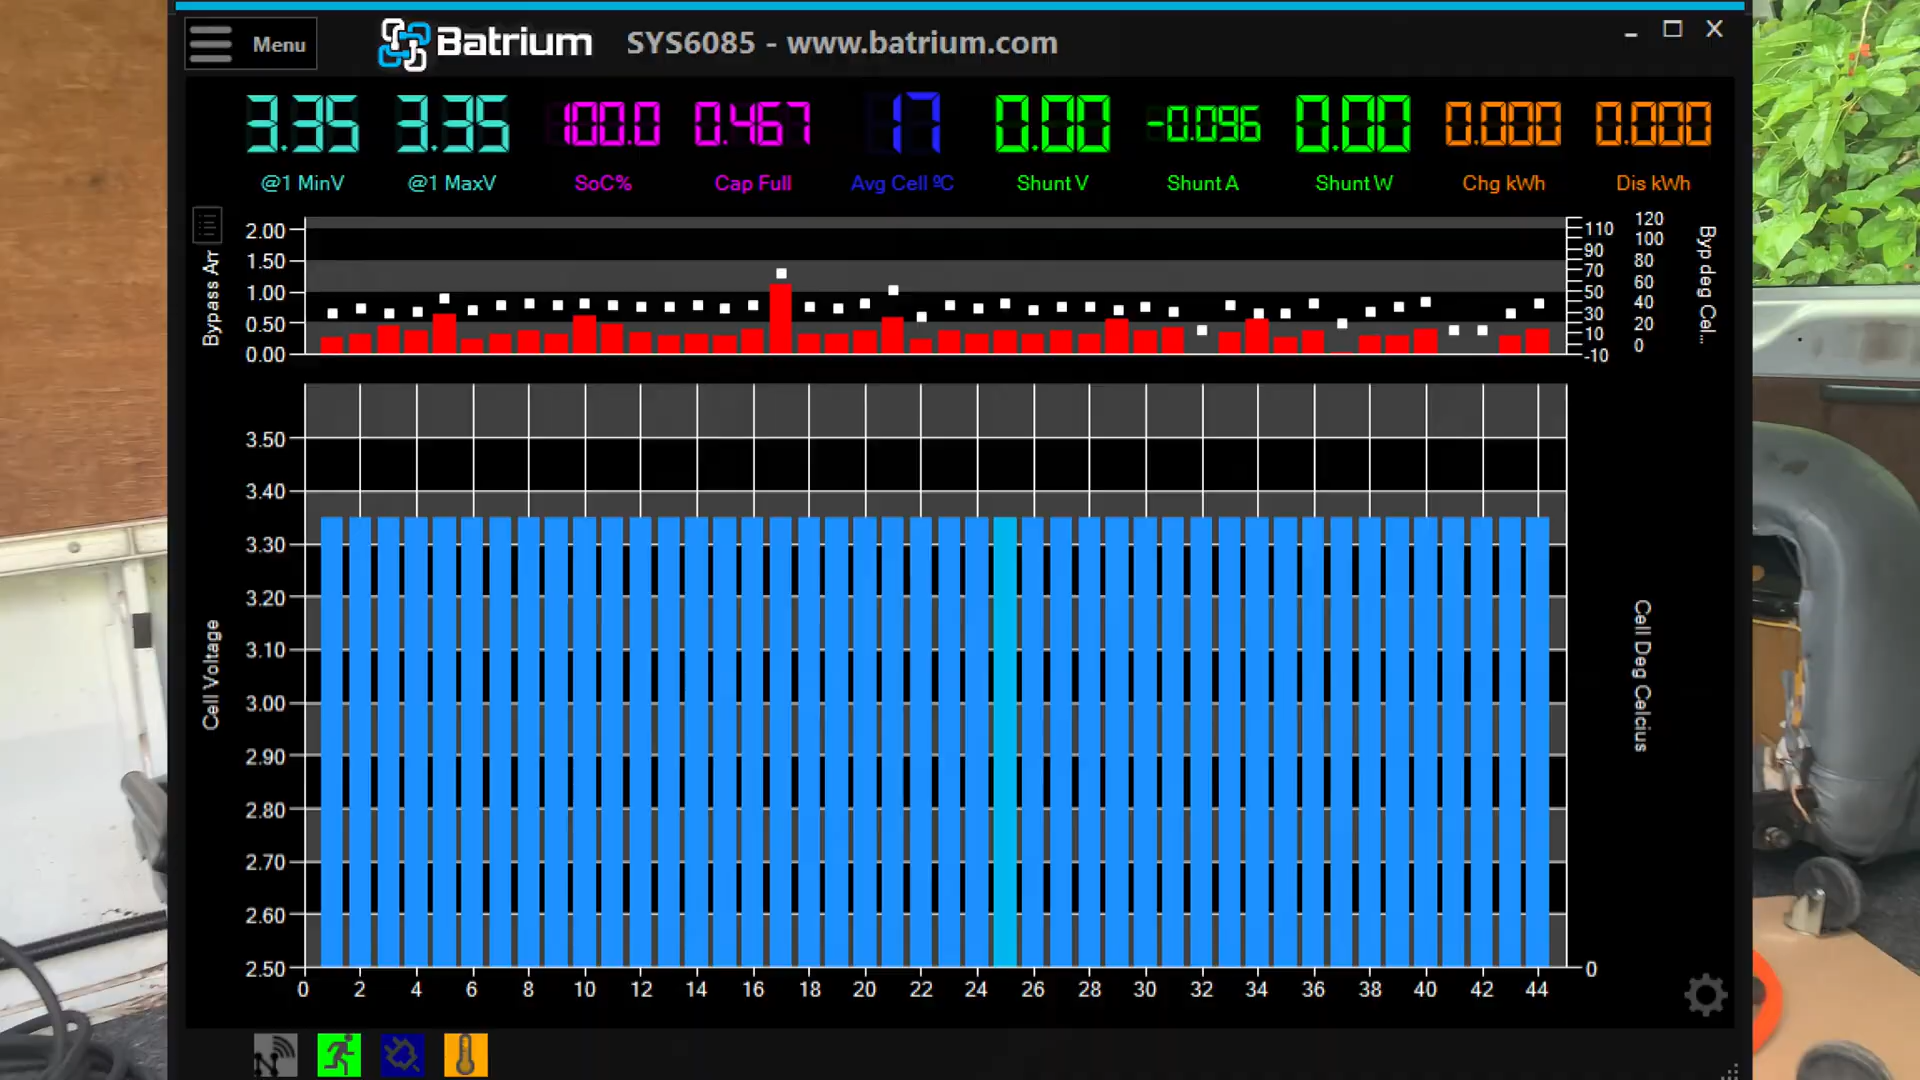 Menu
Batrium
SYS6085 - www.batrium.com
3.35 3.35 100.0 0.467 17 0.00 -0.096 0.00 0.000 0.000
@1 MinV @1 MaxV SoC% Cap Full Avg Cell ºC Shunt V Shunt A Shunt W Chg kWh Dis kWh
Bypass Am
2.00
1.50
1.00
0.50
0.00
110
90
70
50
30
10
-10
120
100
80
60
40
20
0
Byp deg Cel...
Cell Voltage
3.50
3.40
3.30
3.20
3.10
3.00
2.90
2.80
2.70
2.60
2.50
0
Cell Deg Celcius
0 2 4 6 8 10 12 14 16 18 20 22 24 26 28 30 32 34 36 38 40 42 44
N